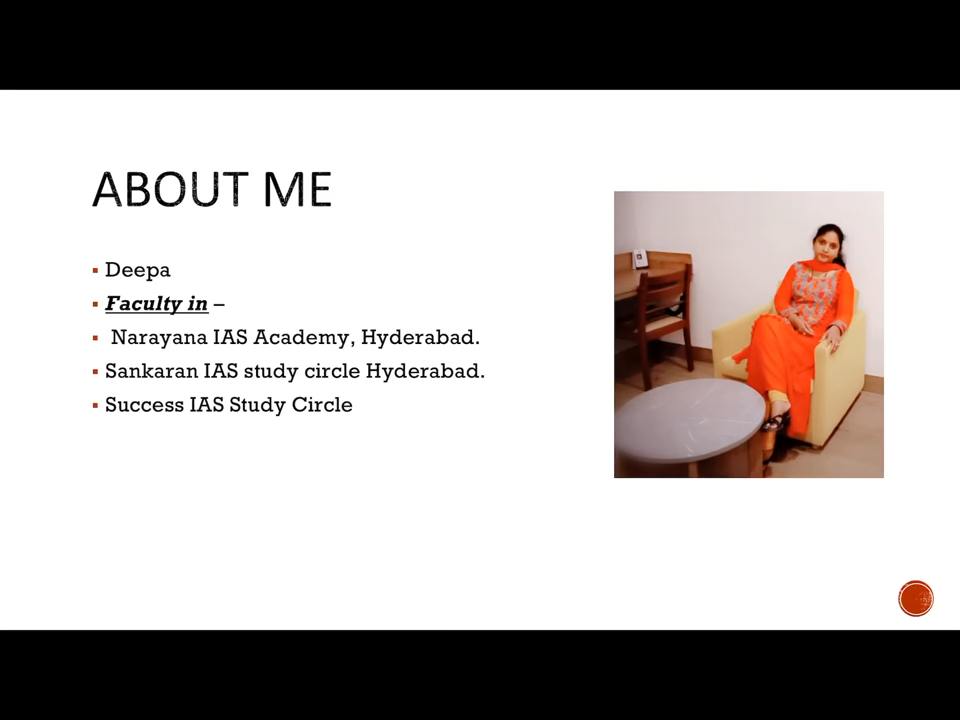 ABOUT ME
Deepa
Faculty in –
Narayana IAS Academy, Hyderabad.
Sankaran IAS study circle Hyderabad.
Success IAS Study Circle